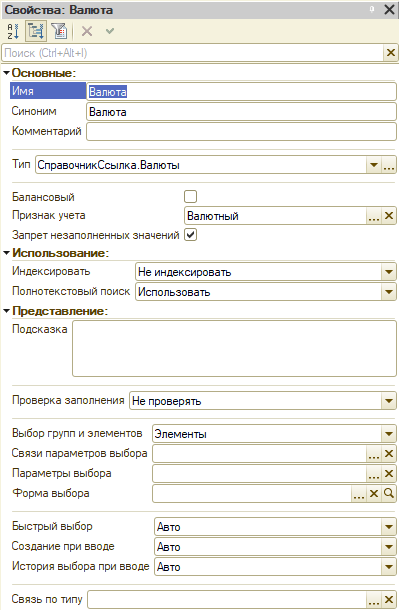 Свойства: Валюта
Поиск (Ctrl+Alt+I)
Основные:
Имя Валюта
Синоним Валюта
Комментарий
Тип СправочникСсылка.Валюты
Балансовый
Признак учета Валютный
Запрет незаполненных значений
Использование:
Индексировать Не индексировать
Полнотекстовый поиск Использовать
Представление:
Подсказка
Проверка заполнения Не проверять
Выбор групп и элементов Элементы
Связи параметров выбора
Параметры выбора
Форма выбора
Быстрый выбор Авто
Создание при вводе Авто
История выбора при вводе Авто
Связь по типу